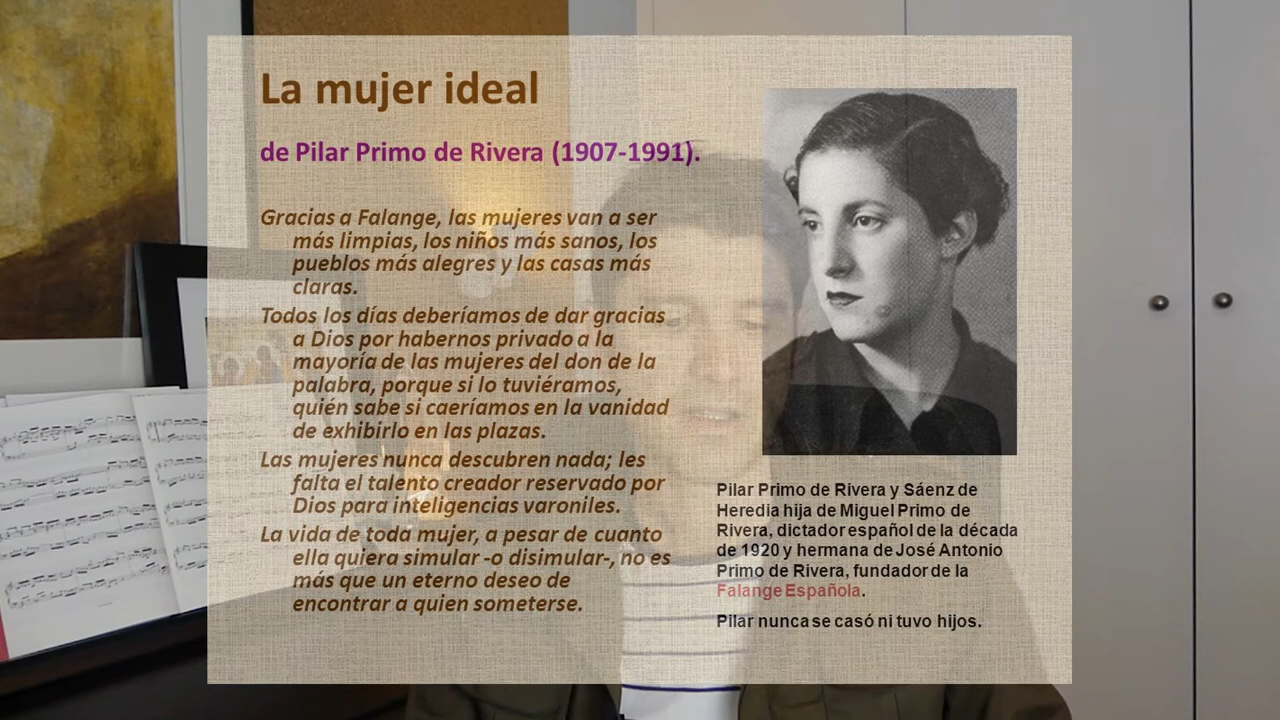 La mujer ideal
de Pilar Primo de Rivera (1907-1991).
Gracias a Falange, las mujeres van a ser
más limpias, los niños más sanos, los
pueblos más alegres y las casas más
claras.
Todos los días deberíamos de dar gracias
a Dios por habernos privado a la
mayoría de las mujeres del don de la
palabra, porque si lo tuviéramos,
quién sabe si caeríamos en la vanidad
de exhibirlo en las plazas.
Las mujeres nunca descubren nada; les
falta el talento creador reservado por
Dios para inteligencias varoniles.
La vida de toda mujer, a pesar de cuanto
ella quiera simular -o disimular-, no es
más que un eterno deseo de
encontrar a quien someterse.
Pilar Primo de Rivera y Sáenz de
Heredia hija de Miguel Primo de
Rivera, dictador español de la década
de 1920 y hermana de José Antonio
Primo de Rivera, fundador de la
Falange Española.
Pilar nunca se casó ni tuvo hijos.